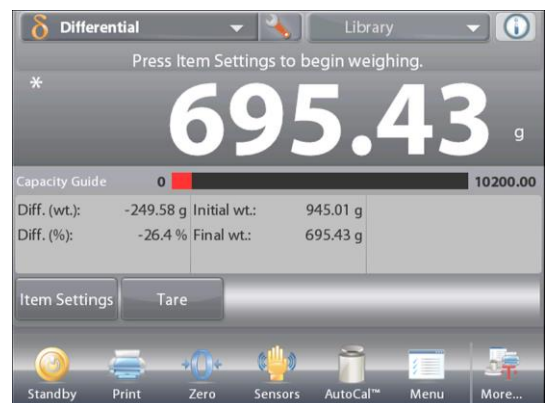 δ Differential Library
Press Item Settings to begin weighing.
* 695.43 g
Capacity Guide 0 10200.00
Diff. (wt.): -249.58 g Initial wt.: 945.01 g
Diff. (%): -26.4 % Final wt.: 695.43 g
Item Settings Tare
Standby Print Zero Sensors AutoCal™ Menu More...